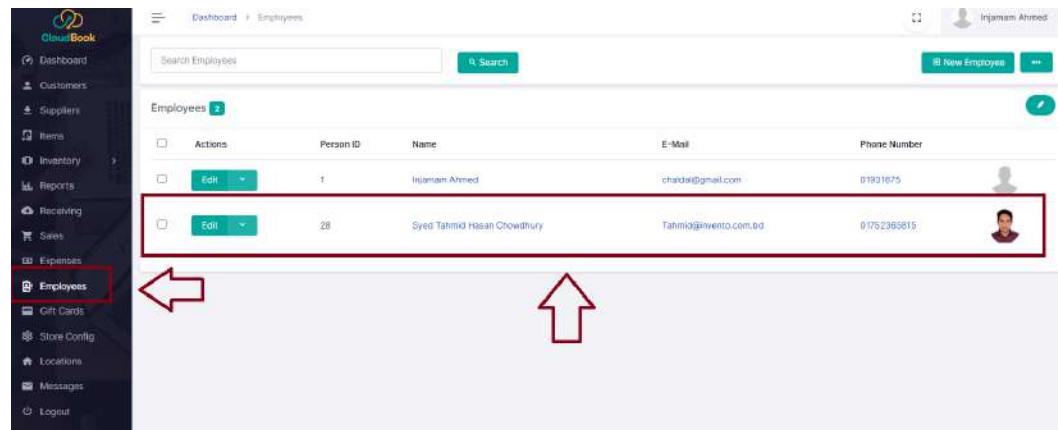 CloudBook
Dashboard > Employees
Injamam Ahmed
Search Employees
Search
New Employee
Employees 2
Actions Person ID Name E-Mail Phone Number
Edit 1 Injamam Ahmed chaldal@gmail.com 01931675
Edit 28 Syed Tahmid Hasan Chowdhury Tahmid@invento.com.bd 01752365815
Dashboard
Customers
Suppliers
Items
Inventory >
Reports
Receiving
Sales
Expenses
Employees
Gift Cards
Store Config
Locations
Messages
Logout